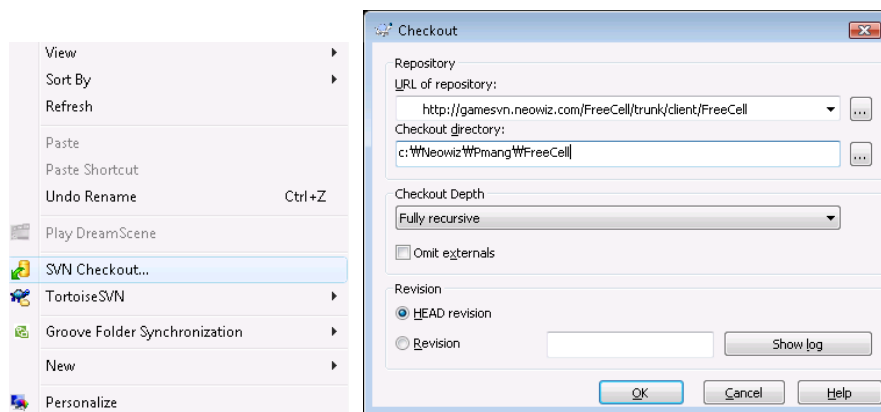 View
Sort By
Refresh
Paste
Paste Shortcut
Undo Rename Ctrl+Z
Play DreamScene
SVN Checkout...
TortoiseSVN
Groove Folder Synchronization
New
Personalize
Checkout
Repository
URL of repository:
http://gamesvn.neowiz.com/FreeCell/trunk/client/FreeCell
...
Checkout directory:
c:₩Neowiz₩Pmang₩FreeCell
...
Checkout Depth
Fully recursive
Omit externals
Revision
HEAD revision
Revision
Show log
OK Cancel Help